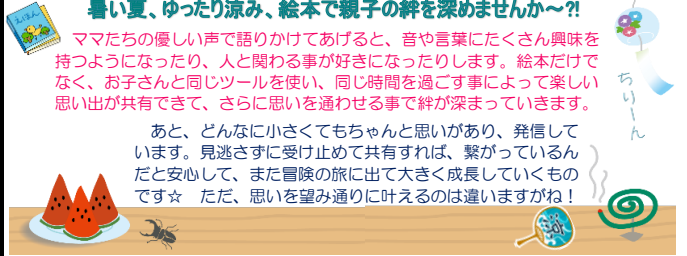 暑い夏、ゆったり涼み、絵本で親子の絆を深めませんか～?!
えほん
ママたちの優しい声で語りかけてあげると、音や言葉にたくさん興味を
持つようになったり、人と関わる事が好きになったりします。絵本だけで
なく、お子さんと同じツールを使い、同じ時間を過ごす事によって楽しい
思い出が共有できて、さらに思いを通わせる事で絆が深まっていきます。
ちりーん
あと、どんなに小さくてもちゃんと思いがあり、発信して
います。見逃さずに受け止めて共有すれば、繋がっているん
だと安心して、また冒険の旅に出て大きく成長していくもの
です☆　ただ、思いを望み通りに叶えるのは違いますがね！
涼